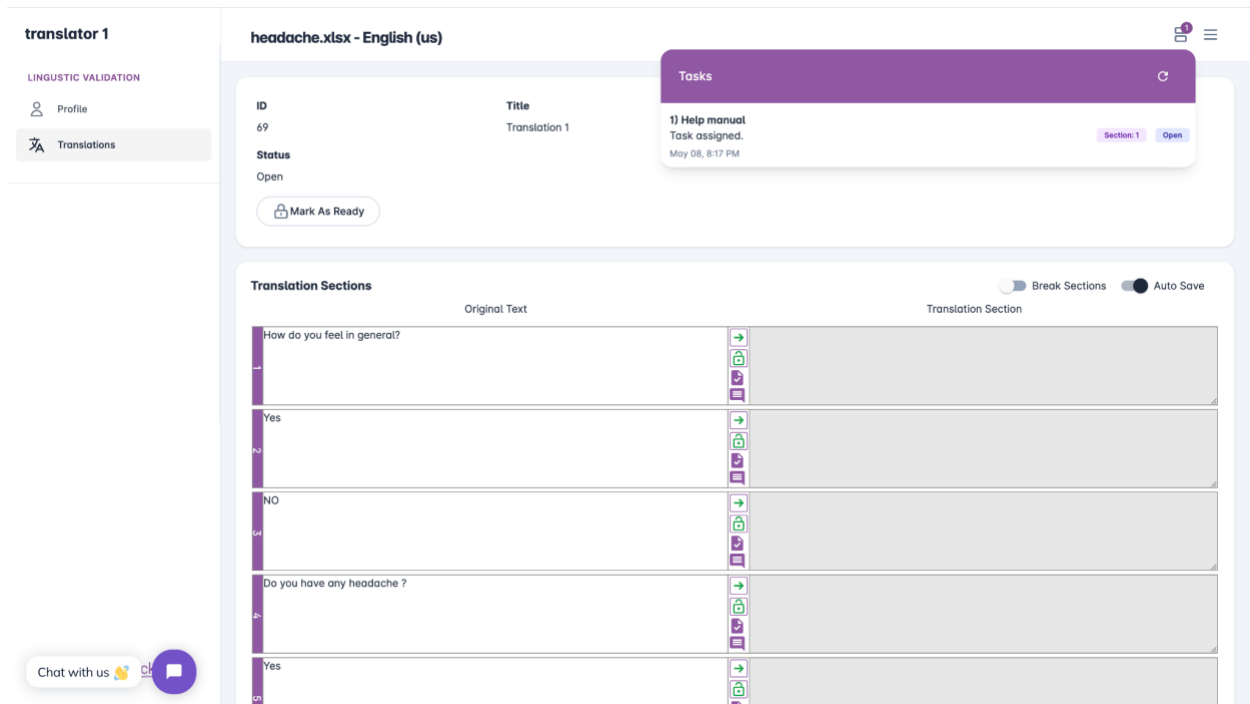 translator 1
LINGUSTIC VALIDATION
Profile
Translations
headache.xlsx - English (us)
1
Tasks
1) Help manual
Task assigned.
May 08, 8:17 PM
Section: 1
Open
ID
69
Title
Translation 1
Status
Open
Mark As Ready
Translation Sections
Break Sections
Auto Save
Original Text
Translation Section
1
How do you feel in general?
2
Yes
3
NO
4
Do you have any headache ?
5
Yes
Chat with us 👋